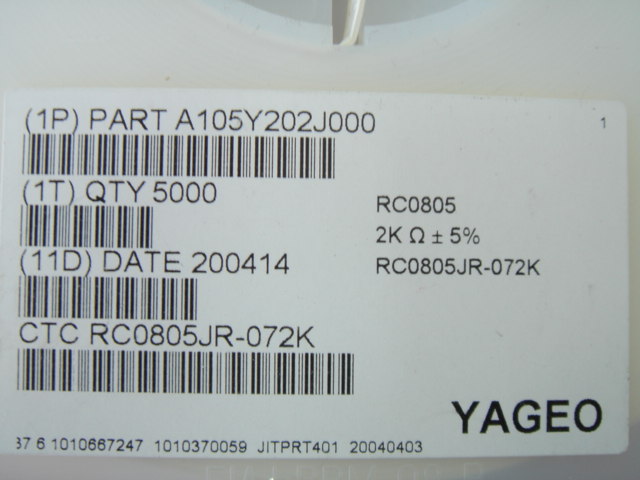 (1P) PART A105Y202J000
1
(1T) QTY 5000
RC0805
2K Ω ± 5%
(11D) DATE 200414
RC0805JR-072K
CTC RC0805JR-072K
YAGEO
37 6 1010667247 1010370059 JITPRT401 20040403